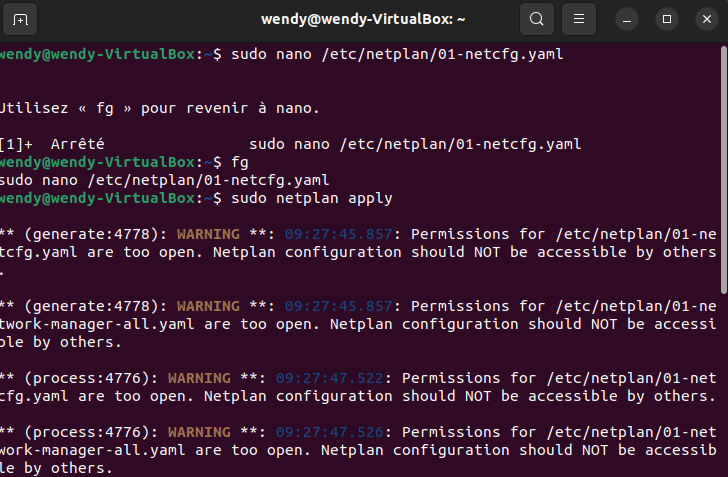 wendy@wendy-VirtualBox: ~
wendy@wendy-VirtualBox:~$ sudo nano /etc/netplan/01-netcfg.yaml
Utilisez « fg » pour revenir à nano.
[1]+  Arrêté                sudo nano /etc/netplan/01-netcfg.yaml
wendy@wendy-VirtualBox:~$ fg
sudo nano /etc/netplan/01-netcfg.yaml
wendy@wendy-VirtualBox:~$ sudo netplan apply
** (generate:4778): WARNING **: 09:27:45.857: Permissions for /etc/netplan/01-ne
tcfg.yaml are too open. Netplan configuration should NOT be accessible by others
.
** (generate:4778): WARNING **: 09:27:45.857: Permissions for /etc/netplan/01-ne
twork-manager-all.yaml are too open. Netplan configuration should NOT be accessi
ble by others.
** (process:4776): WARNING **: 09:27:47.522: Permissions for /etc/netplan/01-net
cfg.yaml are too open. Netplan configuration should NOT be accessible by others.
** (process:4776): WARNING **: 09:27:47.526: Permissions for /etc/netplan/01-net
work-manager-all.yaml are too open. Netplan configuration should NOT be accessib
le by others.